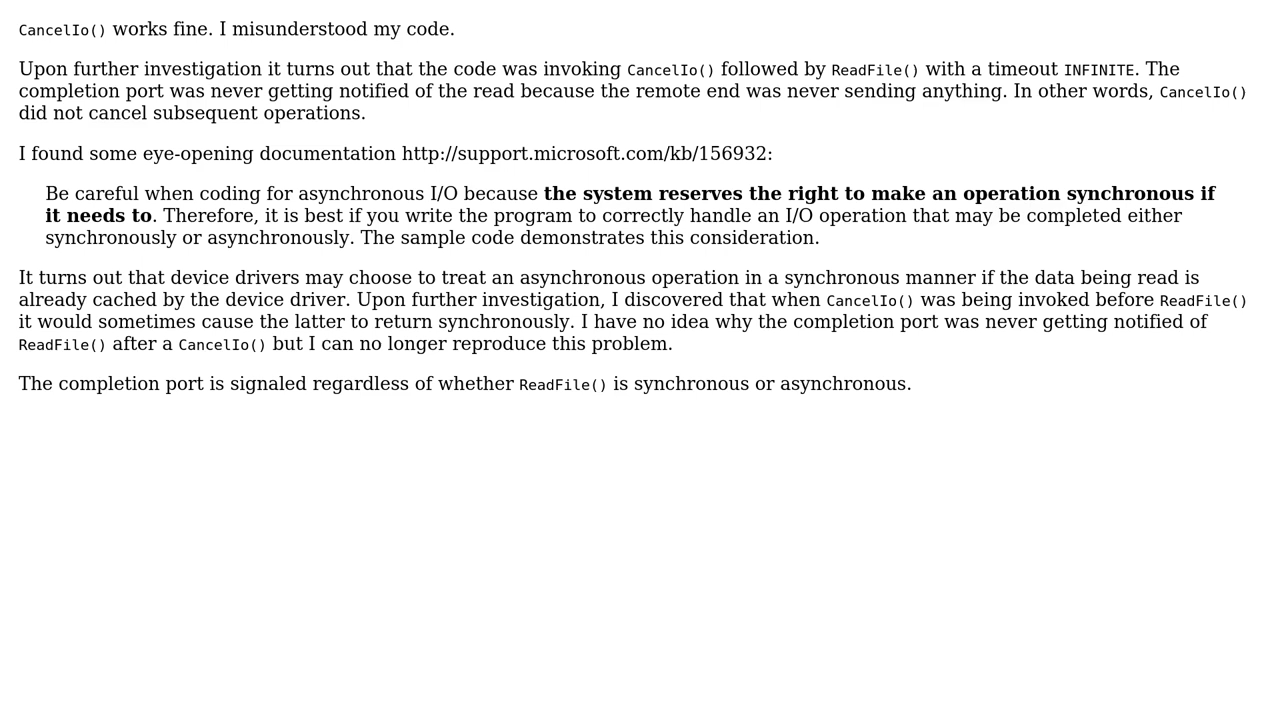 CancelIo() works fine. I misunderstood my code.
Upon further investigation it turns out that the code was invoking CancelIo() followed by ReadFile() with a timeout INFINITE. The
completion port was never getting notified of the read because the remote end was never sending anything. In other words, CancelIo()
did not cancel subsequent operations.
I found some eye-opening documentation http://support.microsoft.com/kb/156932:
Be careful when coding for asynchronous I/O because the system reserves the right to make an operation synchronous if
it needs to. Therefore, it is best if you write the program to correctly handle an I/O operation that may be completed either
synchronously or asynchronously. The sample code demonstrates this consideration.
It turns out that device drivers may choose to treat an asynchronous operation in a synchronous manner if the data being read is
already cached by the device driver. Upon further investigation, I discovered that when CancelIo() was being invoked before ReadFile()
it would sometimes cause the latter to return synchronously. I have no idea why the completion port was never getting notified of
ReadFile() after a CancelIo() but I can no longer reproduce this problem.
The completion port is signaled regardless of whether ReadFile() is synchronous or asynchronous.